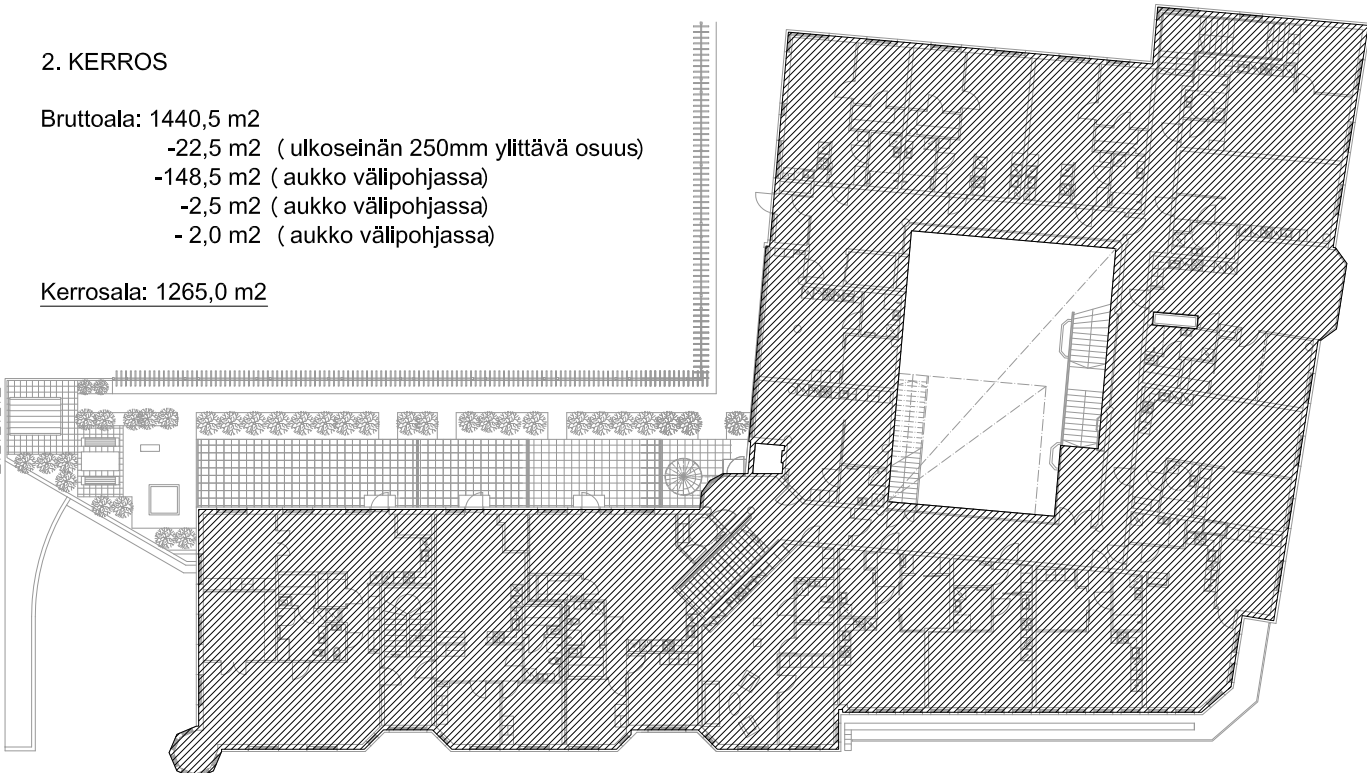 2. KERROS
Bruttoala: 1440,5 m2
-22,5 m2 ( ulkoseinän 250mm ylittävä osuus)
-148,5 m2 ( aukko välipohjassa)
-2,5 m2 ( aukko välipohjassa)
- 2,0 m2 ( aukko välipohjassa)
Kerrosala: 1265,0 m2